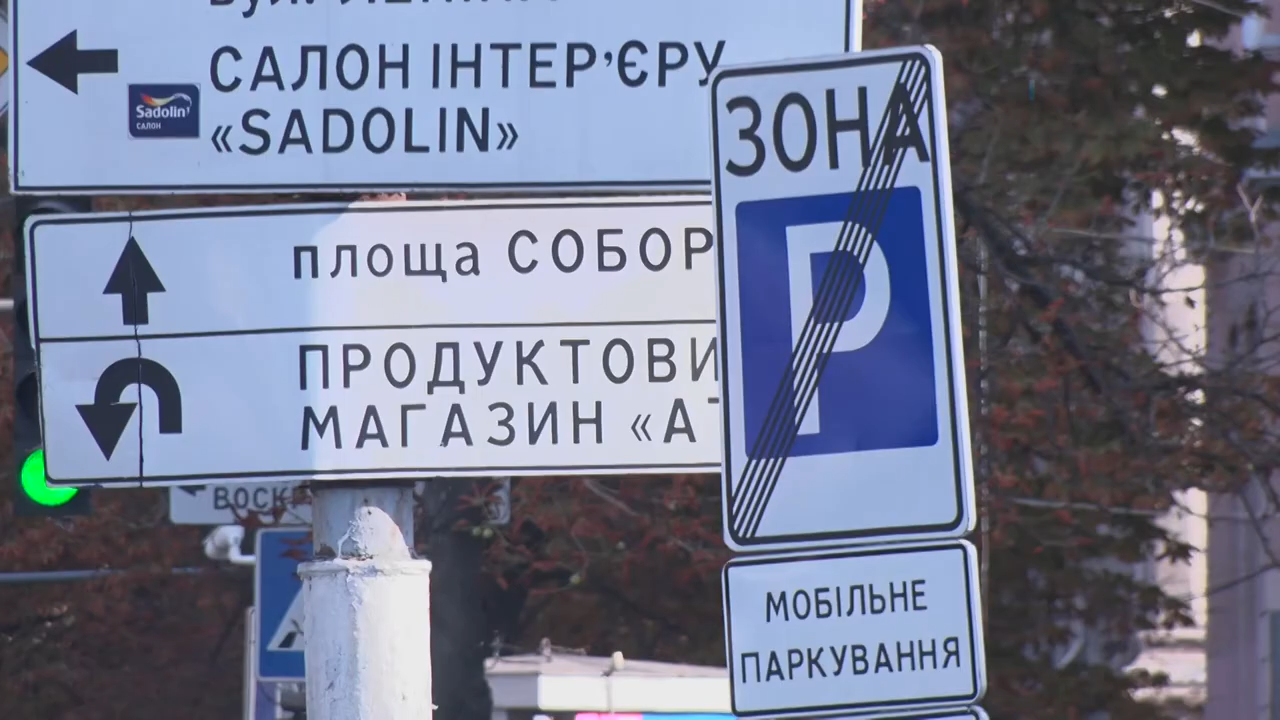 САЛОН ІНТЕР'ЄРУ
«SADOLIN»
Sadolin
САЛОН
площа СОБОР
ПРОДУКТОВИ
МАГАЗИН «А
ЗОНА
P
МОБІЛЬНЕ
ПАРКУВАННЯ
ВОСК